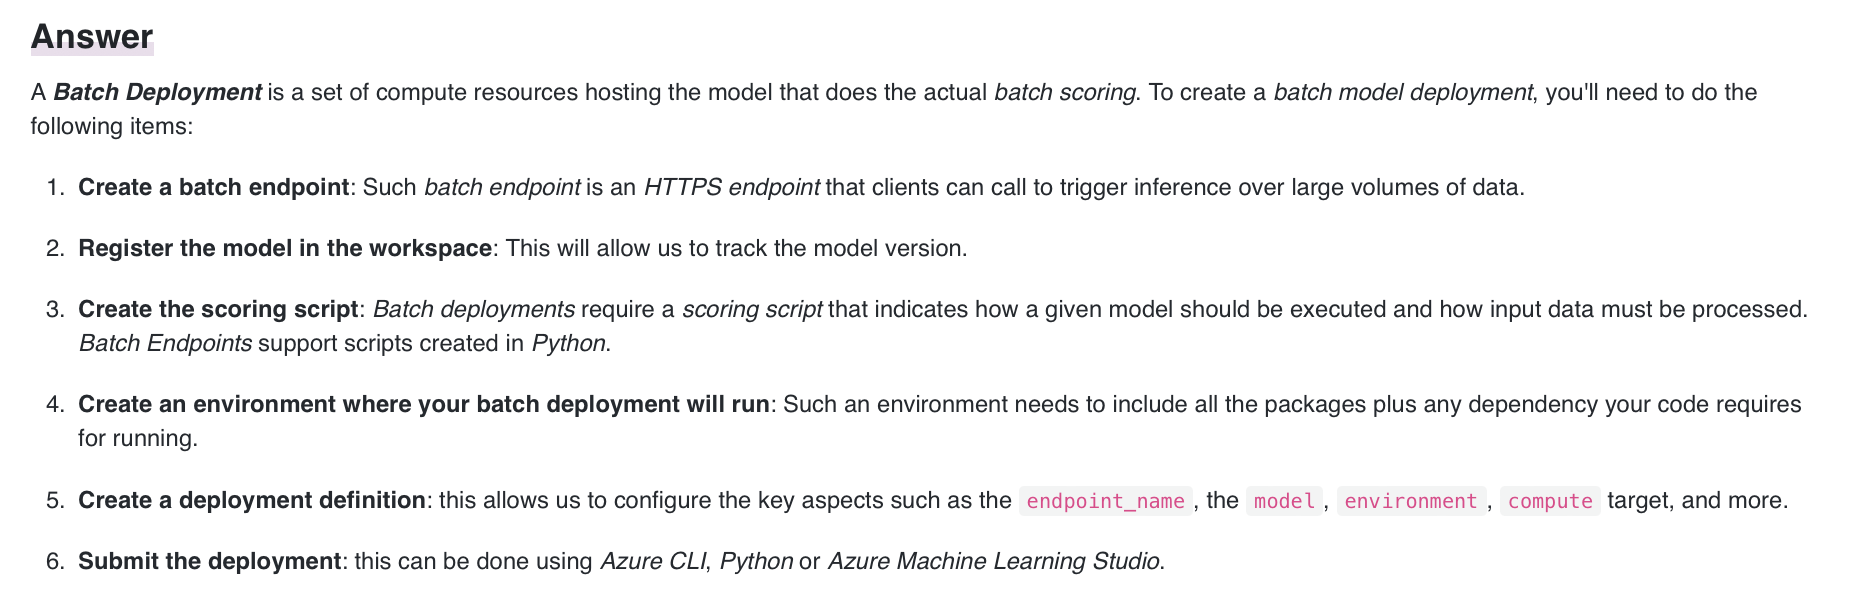 Answer
A Batch Deployment is a set of compute resources hosting the model that does the actual batch scoring. To create a batch model deployment, you'll need to do the
following items:
1. Create a batch endpoint: Such batch endpoint is an HTTPS endpoint that clients can call to trigger inference over large volumes of data.
2. Register the model in the workspace: This will allow us to track the model version.
3. Create the scoring script: Batch deployments require a scoring script that indicates how a given model should be executed and how input data must be processed.
Batch Endpoints support scripts created in Python.
4. Create an environment where your batch deployment will run: Such an environment needs to include all the packages plus any dependency your code requires
for running.
5. Create a deployment definition: this allows us to configure the key aspects such as the endpoint_name, the model, environment, compute target, and more.
6. Submit the deployment: this can be done using Azure CLI, Python or Azure Machine Learning Studio.